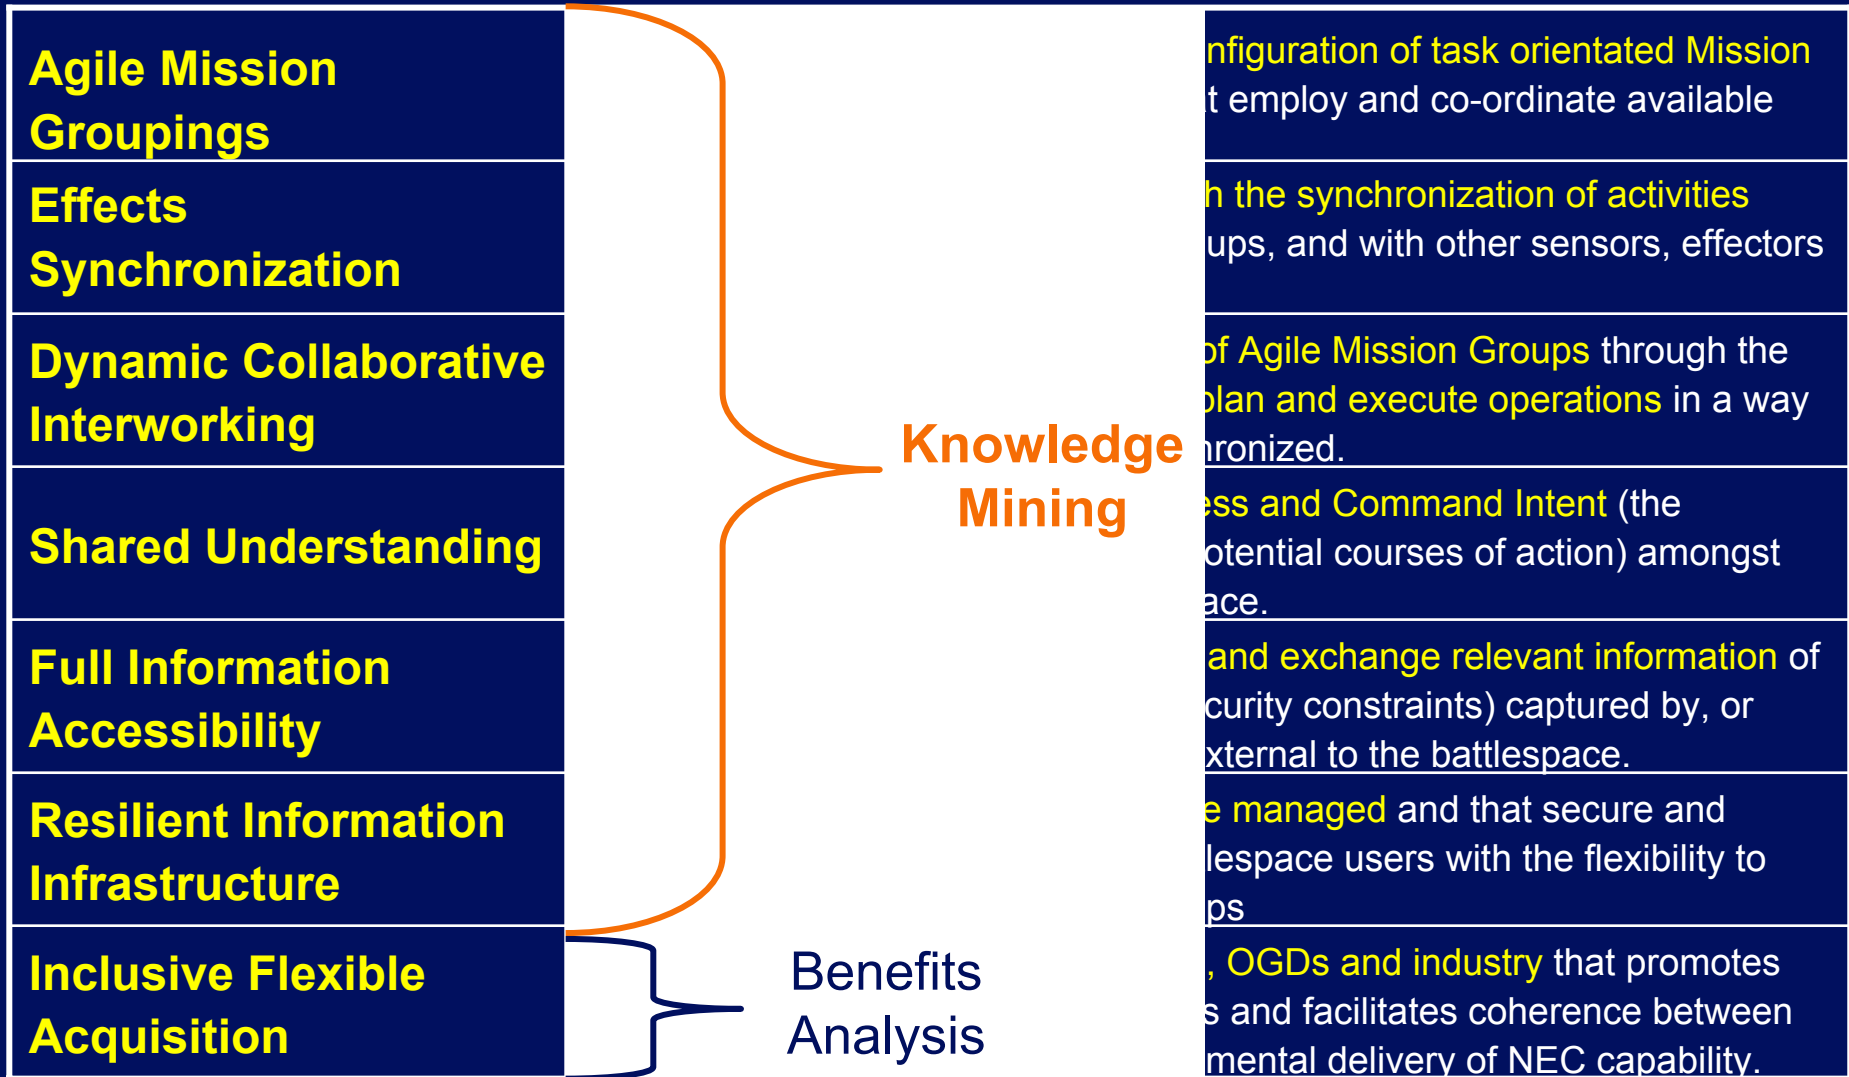 Agile Mission
Groupings
Effects
Synchronization
Dynamic Collaborative
Interworking
Shared Understanding
Full Information
Accessibility
Resilient Information
Infrastructure
Inclusive Flexible
Acquisition
Knowledge
Mining
Benefits
Analysis
nfiguration of task orientated Mission
t employ and co-ordinate available
h the synchronization of activities
ups, and with other sensors, effectors
of Agile Mission Groups through the
plan and execute operations in a way
hronized.
ess and Command Intent (the
otential courses of action) amongst
ace.
and exchange relevant information of
curity constraints) captured by, or
xternal to the battlespace.
e managed and that secure and
lespace users with the flexibility to
ps
, OGDs and industry that promotes
s and facilitates coherence between
mental delivery of NEC capability.